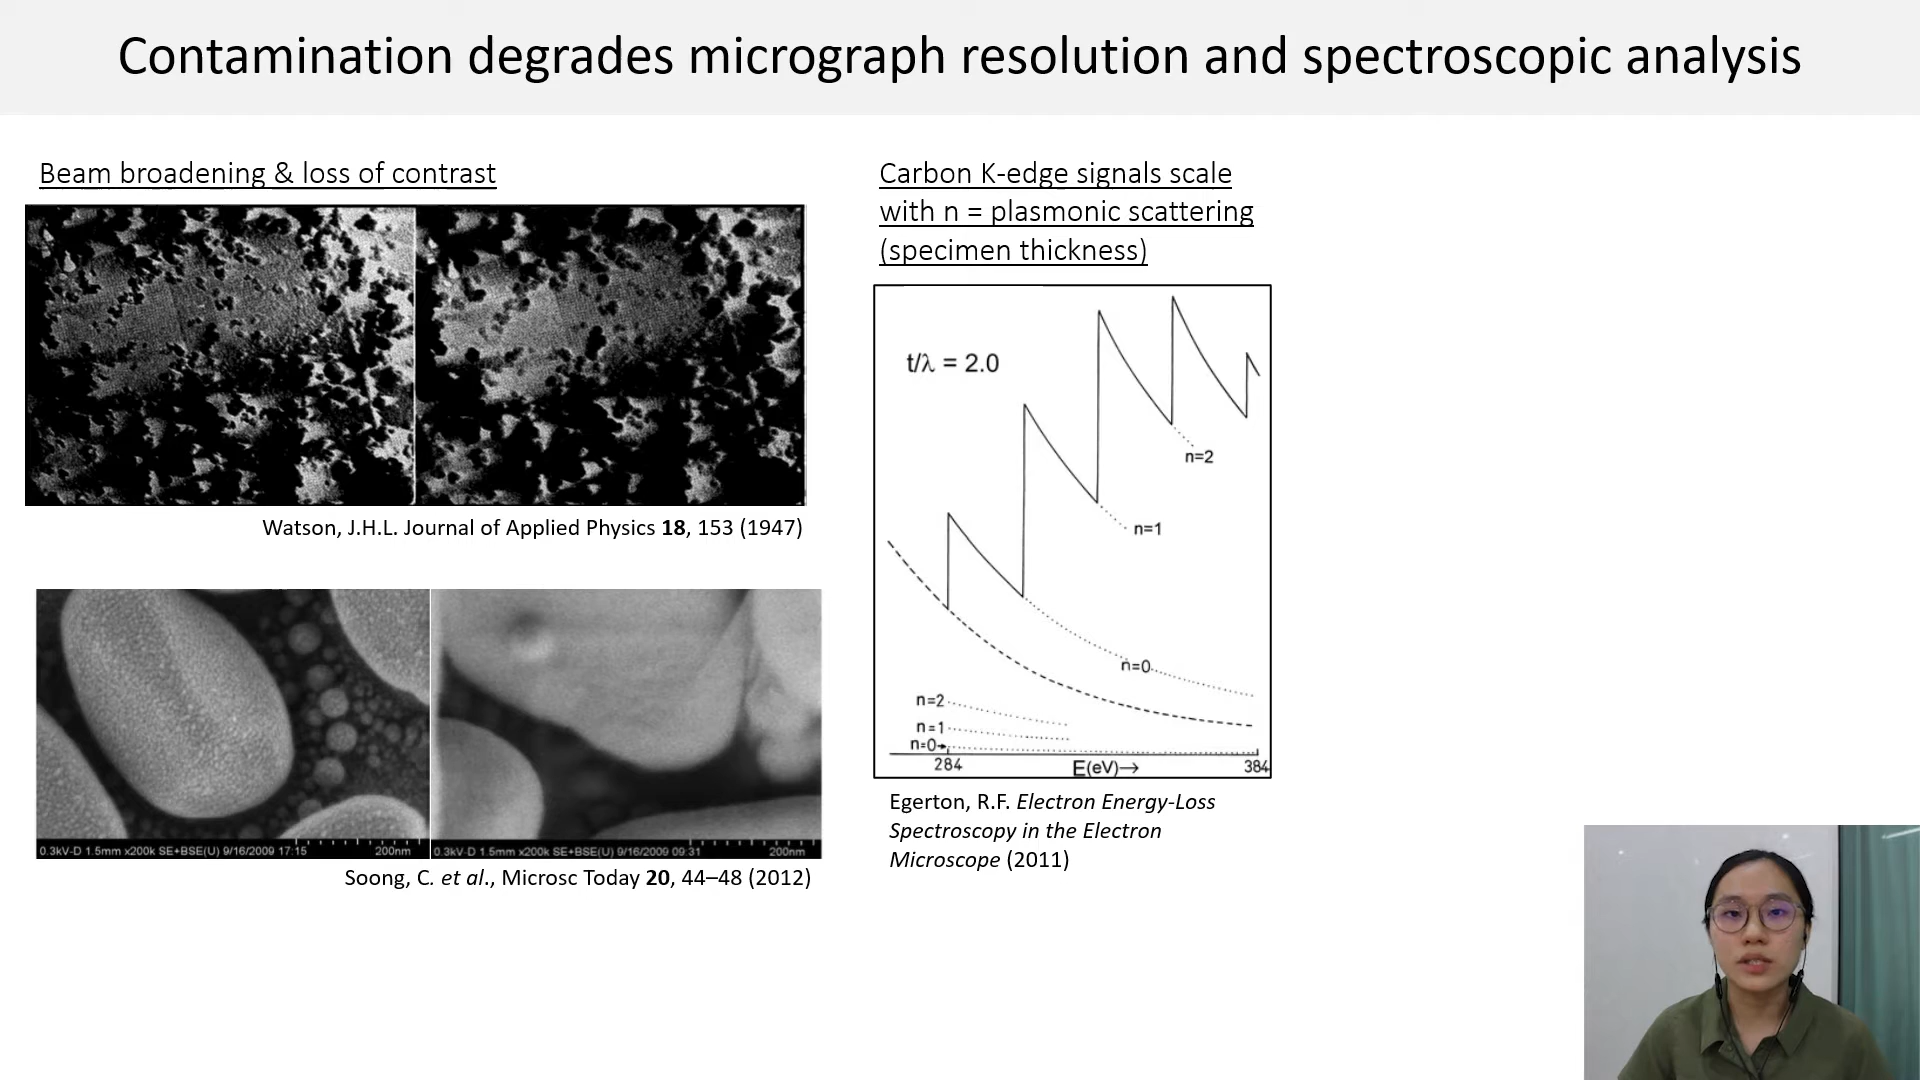 Contamination degrades micrograph resolution and spectroscopic analysis
Beam broadening & loss of contrast
Watson, J.H.L. Journal of Applied Physics 18, 153 (1947)
0.3kV-D 1.5mm x200k SE+BSE(U) 9/16/2009 17:15 200nm
0.3kV-D 1.5mm x200k SE+BSE(U) 9/16/2009 09:31 200nm
Soong, C. et al., Microsc Today 20, 44–48 (2012)
Carbon K-edge signals scale
with n = plasmonic scattering
(specimen thickness)
t/λ = 2.0
n=2
n=1
n=0
n=2
n=1
n=0
284
E(eV)→
384
Egerton, R.F. Electron Energy-Loss
Spectroscopy in the Electron
Microscope (2011)